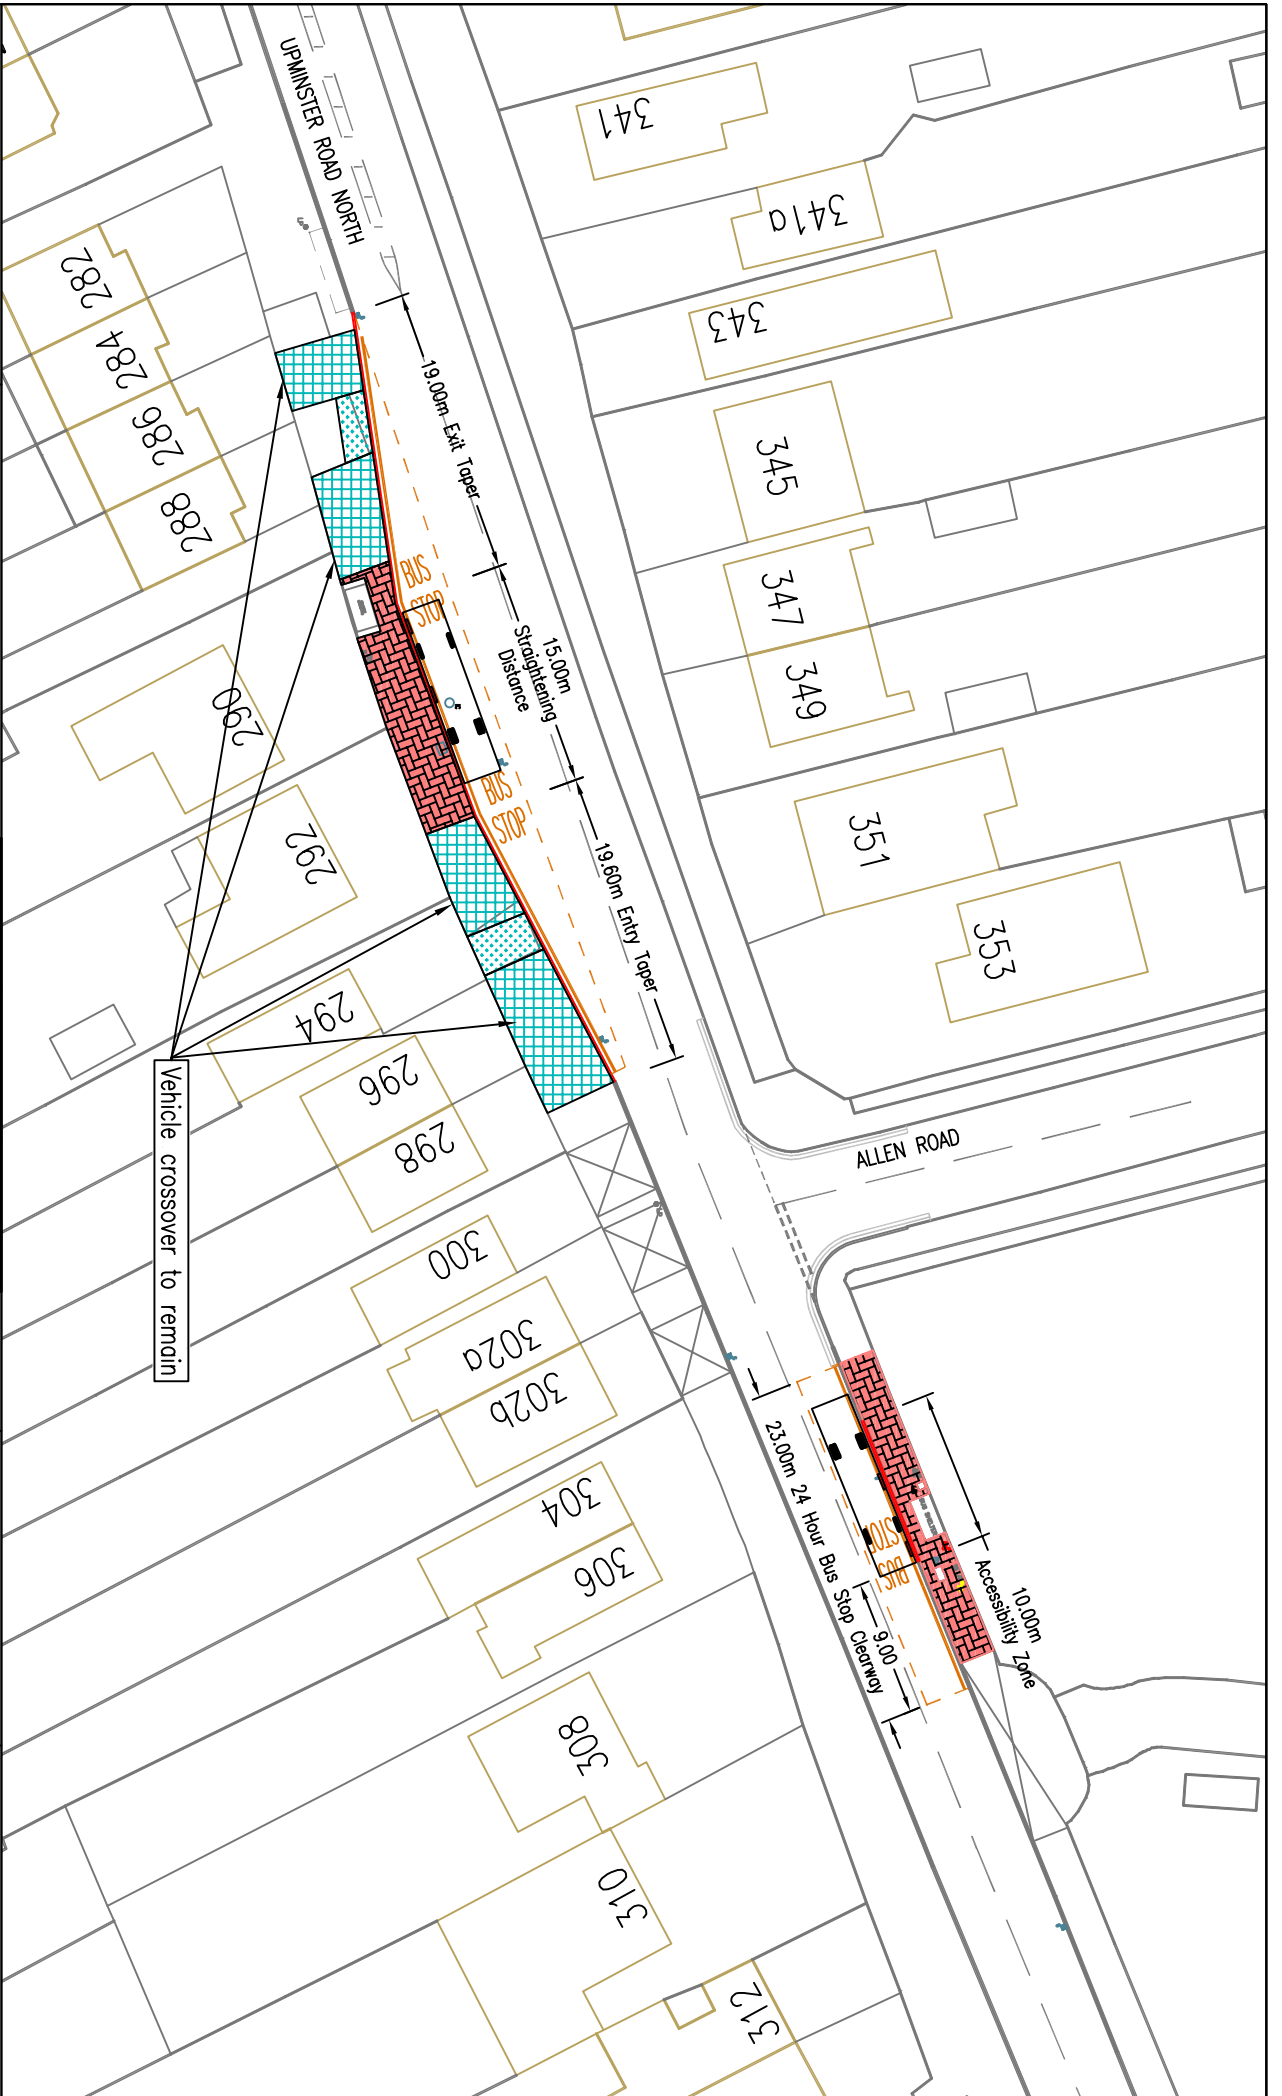 UPMINSTER ROAD NORTH
341
341a
343
345
347
349
351
353
282
284
286
288
290
292
294
296
298
300
302a
302b
304
306
308
310
312
19.00m Exit Taper
15.00m
Straightening
Distance
19.60m Entry Taper
BUS
STOP
BUS
STOP
ALLEN ROAD
Vehicle crossover to remain
23.00m 24 Hour Bus Stop Clearway
9.00
BUS
STOP
10.00m
Accessibility Zone